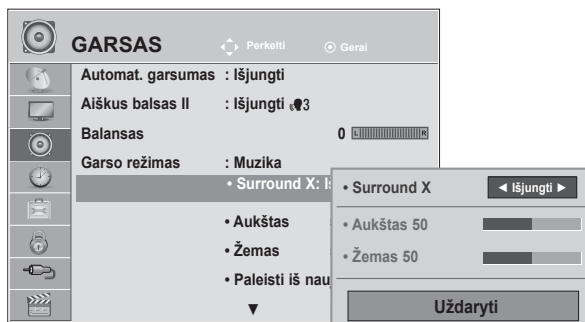 GARSAS
Perkelti
Gerai
Automat. garsumas : Išjungti
Aiškus balsas II : Išjungti 3
Balansas 0 L R
Garso režimas : Muzika
• Surround X: I
• Aukštas
• Žemas
• Paleisti iš nau
▼
• Surround X ◄ Išjungti ►
• Aukštas 50
• Žemas 50
Uždaryti